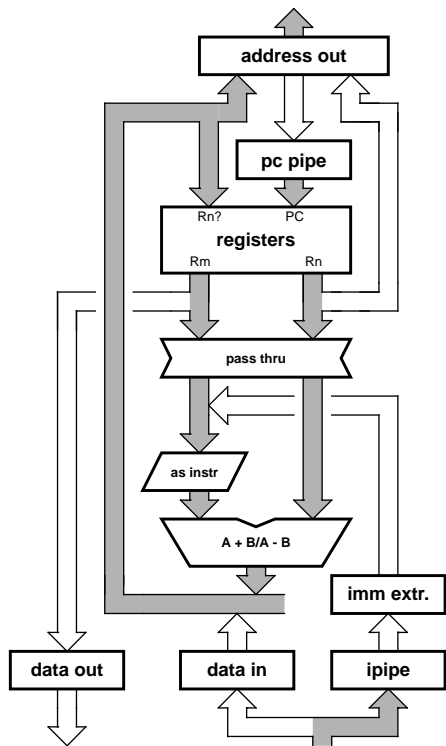 address out
pc pipe
Rn? PC
registers
Rm Rn
pass thru
as instr
A + B/A - B
imm extr.
data out data in ipipe